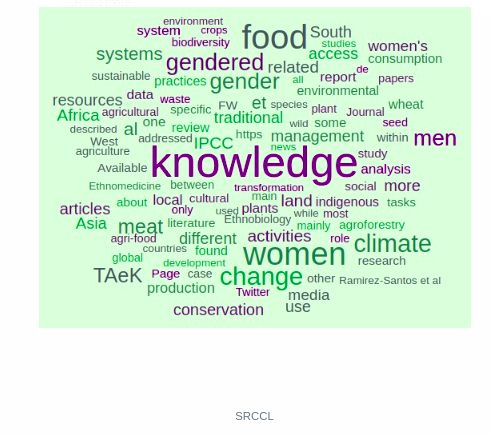 environment
system crops food South
biodiversity studies women's
systems gendered access consumption
related de
sustainable practices gender all report papers
resources data waste environmental
Africa agricultural specific FW et species plant Journal wheat
described al one review traditional wild some seed
West addressed IPCC https management within men
agriculture news
Available knowledge study analysis
Ethnomedicine between transformation social more
about local cultural main land indigenous tasks
articles only used plants while most
Asia meat literature Ethnobiology mainly agroforestry
agri-food different activities role climate
countries found women
global development research
TAeK Page case change other Ramirez-Santos et al
production Twitter media
conservation use
SRCCL